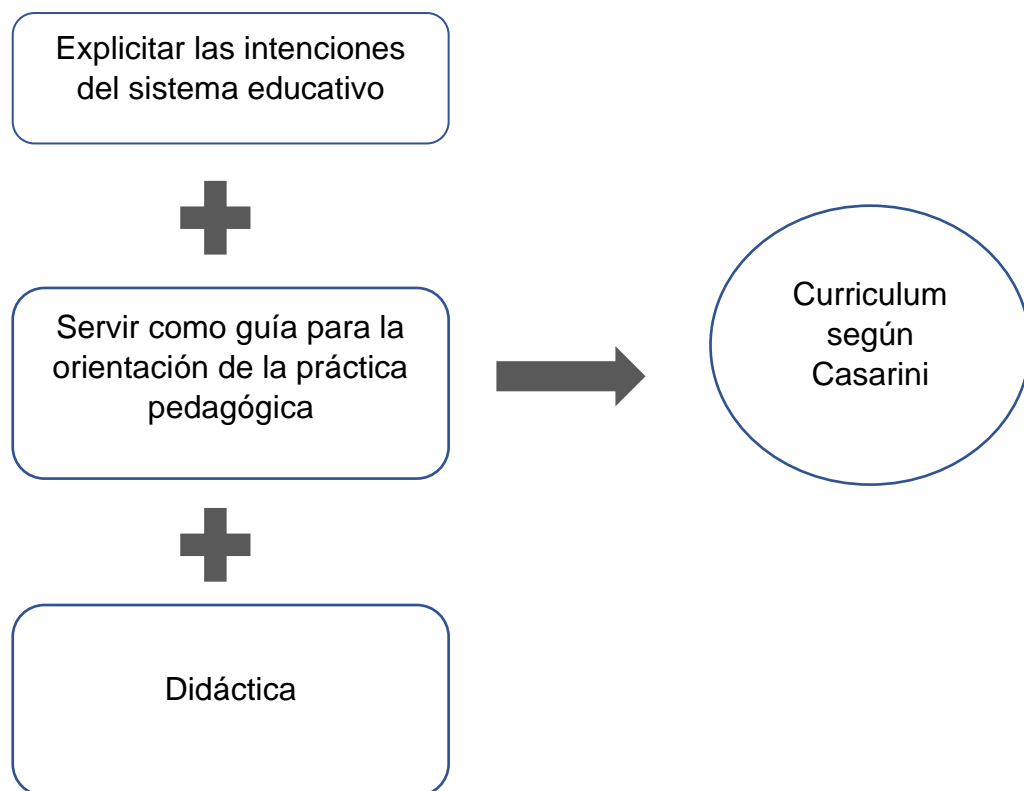 Explicitar las intenciones
del sistema educativo
Servir como guía para la
orientación de la práctica
pedagógica
Didáctica
Curriculum
según
Casarini